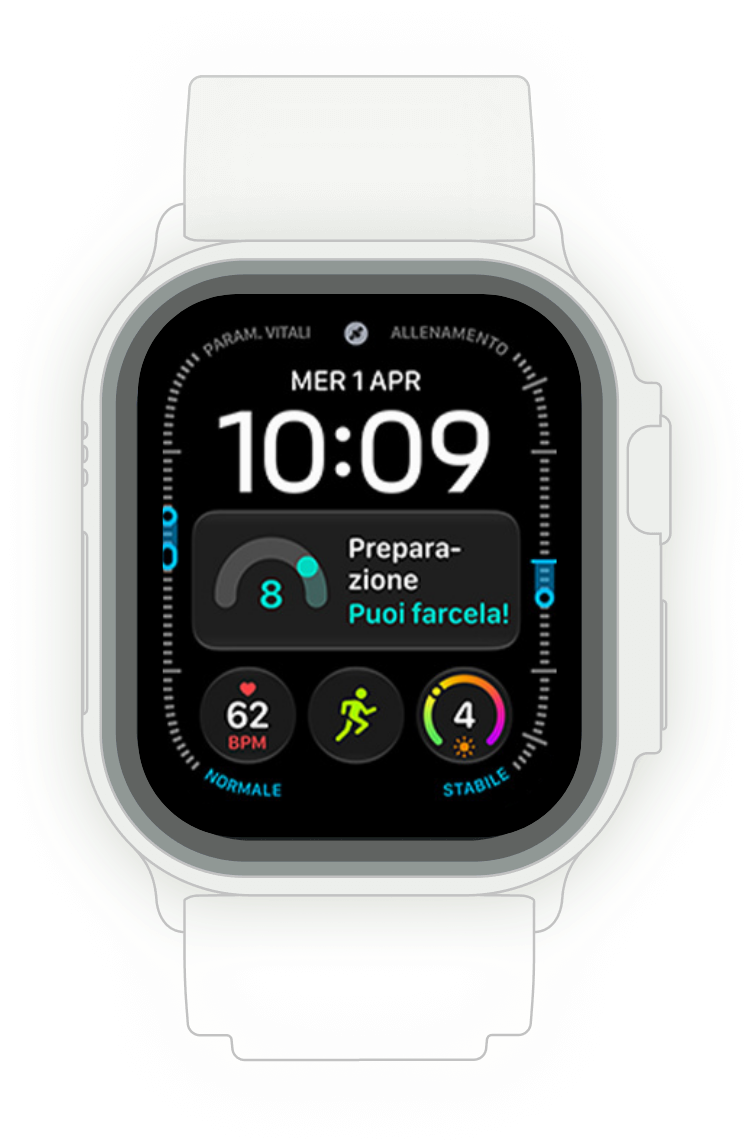 PARAM. VITALI
ALLENAMENTO
MER 1 APR
10:09
8
Prepara-
zione
Puoi farcela!
62
BPM
4
NORMALE
STABILE